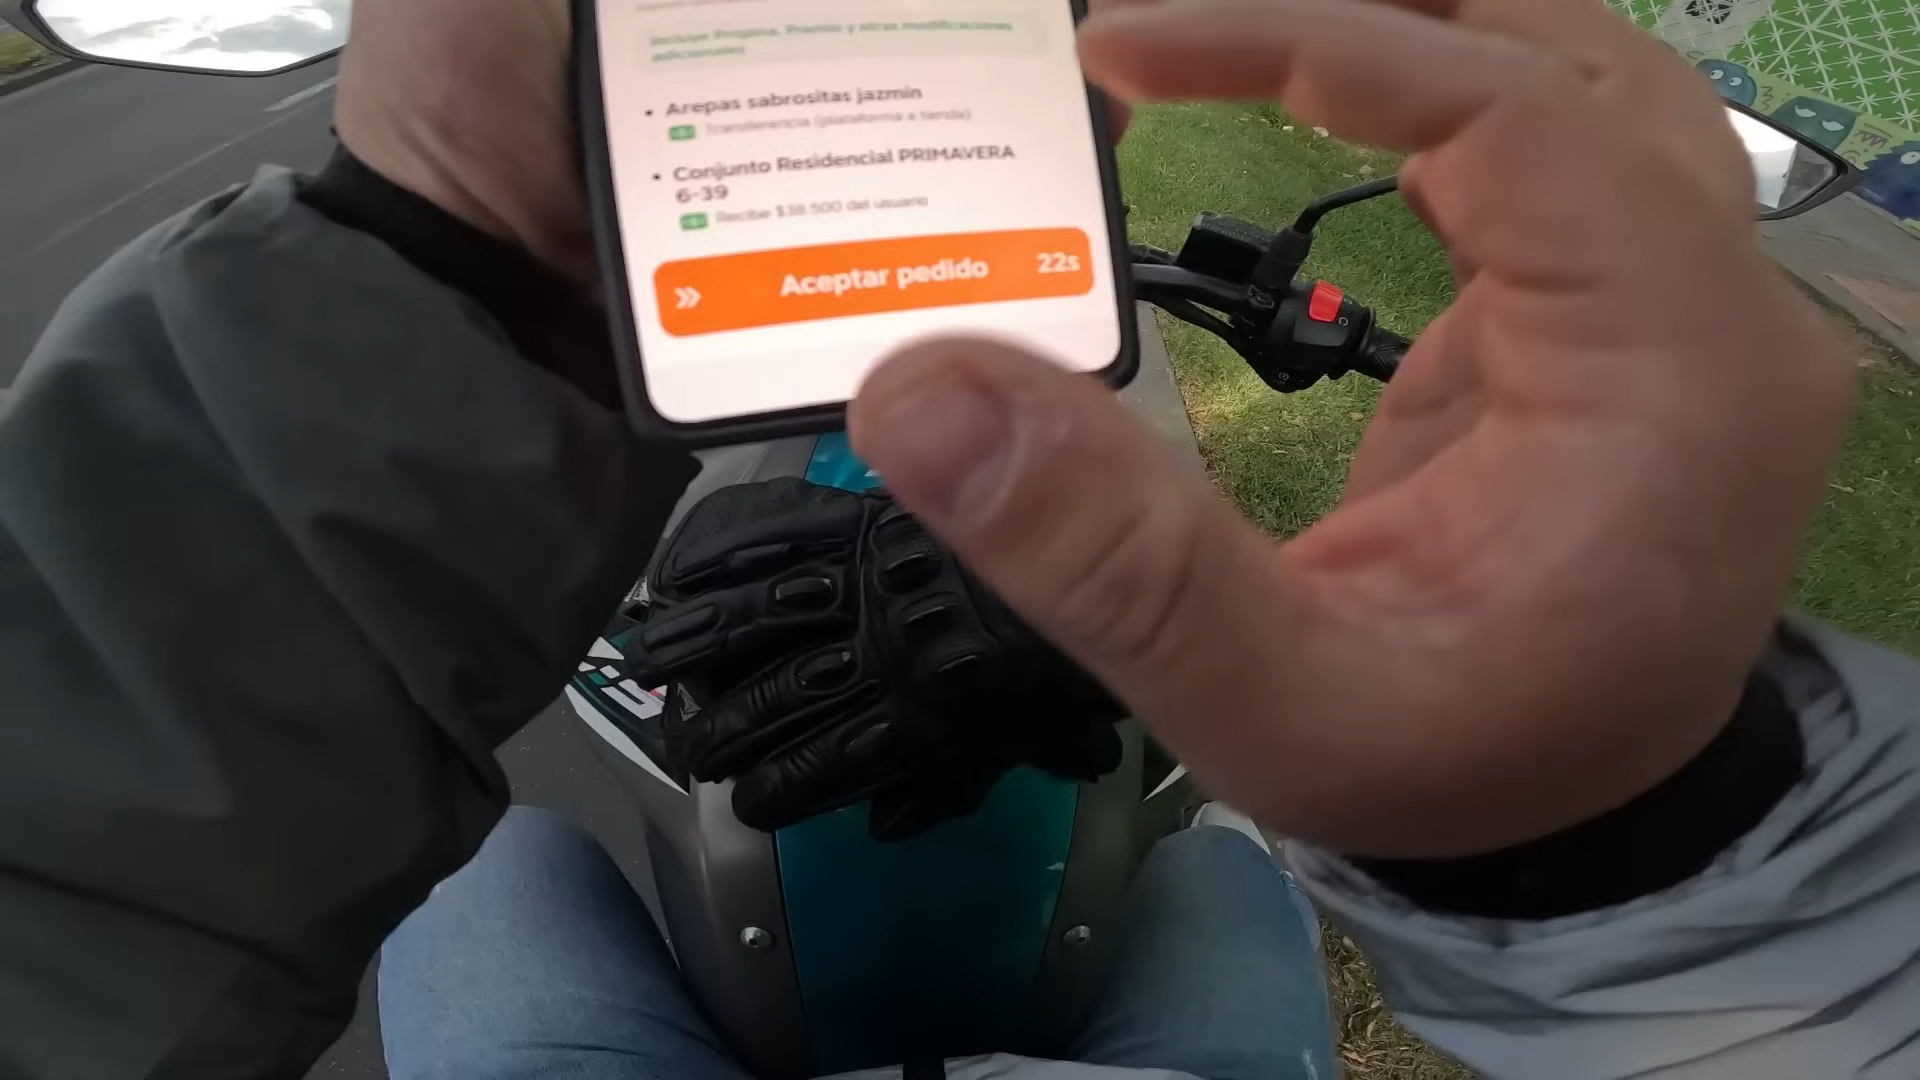 Incluye Propina, Premio y otras modificaciones
adicionales
Arepas sabrositas jazmin
Transferencia (plataforma a tienda)
Conjunto Residencial PRIMAVERA
6-39
Recibe $38.500 del usuario
Aceptar pedido 22s